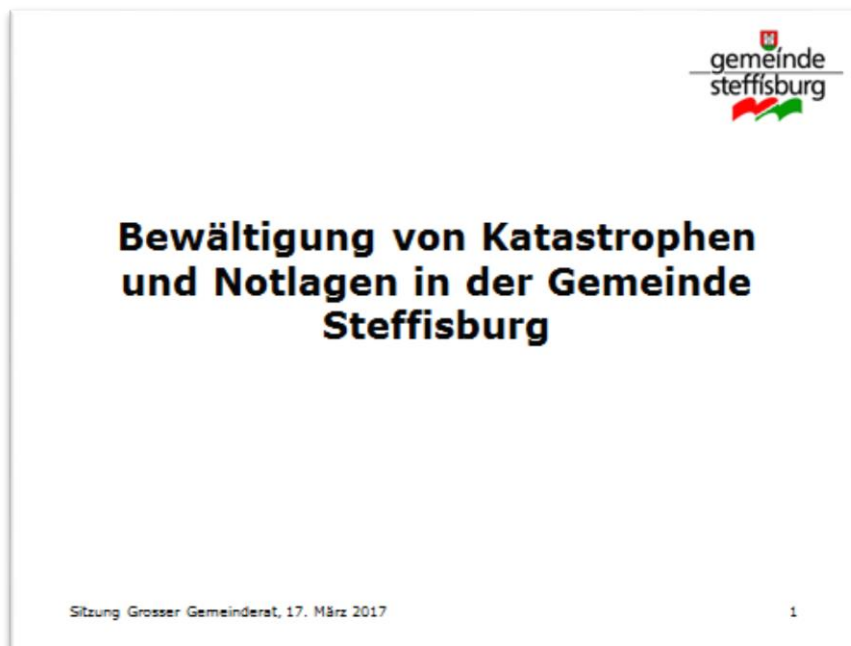 gemeinde
steffisburg
Bewältigung von Katastrophen
und Notlagen in der Gemeinde
Steffisburg
Sitzung Grosser Gemeinderat, 17. März 2017
1